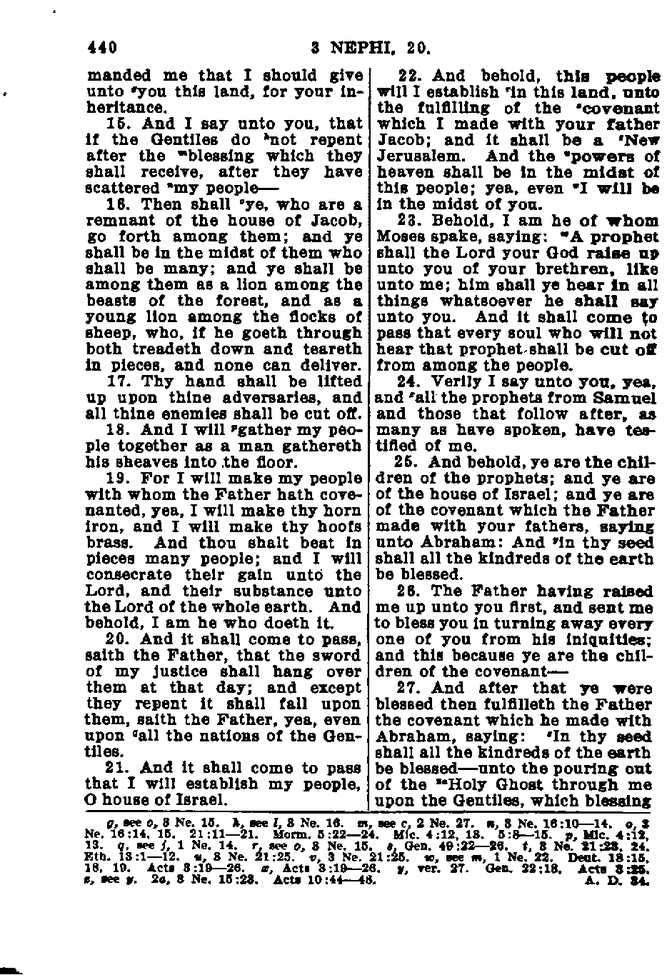 440
3 NEPHI, 20.
manded me that I should give
unto ᵍyou this land, for your in-
heritance.
15. And I say unto you, that
if the Gentiles do ʰnot repent
after the ᵐblessing which they
shall receive, after they have
scattered ⁿmy people—
16. Then shall ᵒye, who are a
remnant of the house of Jacob,
go forth among them; and ye
shall be in the midst of them who
shall be many; and ye shall be
among them as a lion among the
beasts of the forest, and as a
young lion among the flocks of
sheep, who, if he goeth through
both treadeth down and teareth
in pieces, and none can deliver.
17. Thy hand shall be lifted
up upon thine adversaries, and
all thine enemies shall be cut off.
18. And I will ᵖgather my peo-
ple together as a man gathereth
his sheaves into the floor.
19. For I will make my people
with whom the Father hath cove-
nanted, yea, I will make thy horn
iron, and I will make thy hoofs
brass. And thou shalt beat in
pieces many people; and I will
consecrate their gain unto the
Lord, and their substance unto
the Lord of the whole earth. And
behold, I am he who doeth it.
20. And it shall come to pass,
saith the Father, that the sword
of my justice shall hang over
them at that day; and except
they repent it shall fall upon
them, saith the Father, yea, even
upon qall the nations of the Gen-
tiles.
21. And it shall come to pass
that I will establish my people,
O house of Israel.
22. And behold, this people
will I establish ʳin this land, unto
the fulfilling of the ˢcovenant
which I made with your father
Jacob; and it shall be a ᵗNew
Jerusalem. And the ᵘpowers of
heaven shall be in the midst of
this people; yea, even ᵛI will be
in the midst of you.
23. Behold, I am he of whom
Moses spake, saying: ʷA prophet
shall the Lord your God raise up
unto you of your brethren, like
unto me; him shall ye hear in all
things whatsoever he shall say
unto you. And it shall come to
pass that every soul who will not
hear that prophet shall be cut off
from among the people.
24. Verily I say unto you, yea,
and ˣall the prophets from Samuel
and those that follow after, as
many as have spoken, have tes-
tified of me.
25. And behold, ye are the chil-
dren of the prophets; and ye are
of the house of Israel; and ye are
of the covenant which the Father
made with your fathers, saying
unto Abraham: And ʸin thy seed
shall all the kindreds of the earth
be blessed.
26. The Father having raised
me up unto you first, and sent me
to bless you in turning away every
one of you from his iniquities;
and this because ye are the chil-
dren of the covenant—
27. And after that ye were
blessed then fulfilleth the Father
the covenant which he made with
Abraham, saying: ᶻIn thy seed
shall all the kindreds of the earth
be blessed—unto the pouring out
of the ²ᵃHoly Ghost through me
upon the Gentiles, which blessing
g, see o, 3 Ne. 15. h, see l, 3 Ne. 16. m, see c, 2 Ne. 27. n, 3 Ne. 16:10—14. o, 3
Ne. 16:14, 15. 21:11—21. Morm. 5:22—24. Mic. 4:12, 13. 5:8—15. p, Mic. 4:12,
13. q, see j, 1 Ne. 14. r, see o, 3 Ne. 15. s, Gen. 49:22—26. t, 3 Ne. 21:23, 24.
Eth. 13:1—12. u, 3 Ne. 21:25. v, 3 Ne. 21:25. w, see m, 1 Ne. 22. Deut. 18:15,
18, 19. Acts 3:19—26. x, Acts 3:19—26. y, ver. 27. Gen. 22:18. Acts 3:25.
z, see y. 2a, 3 Ne. 15:23. Acts 10:44—48.
A. D. 34.